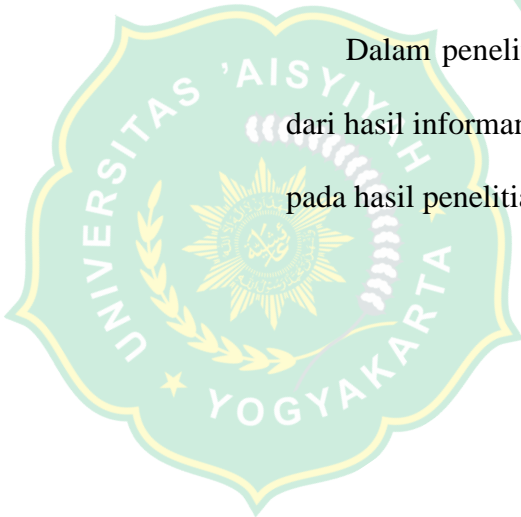 Dalam peneli
dari hasil informan
pada hasil penelitia
UNIVERSITAS 'AISYIYAH
YOGYAKARTA